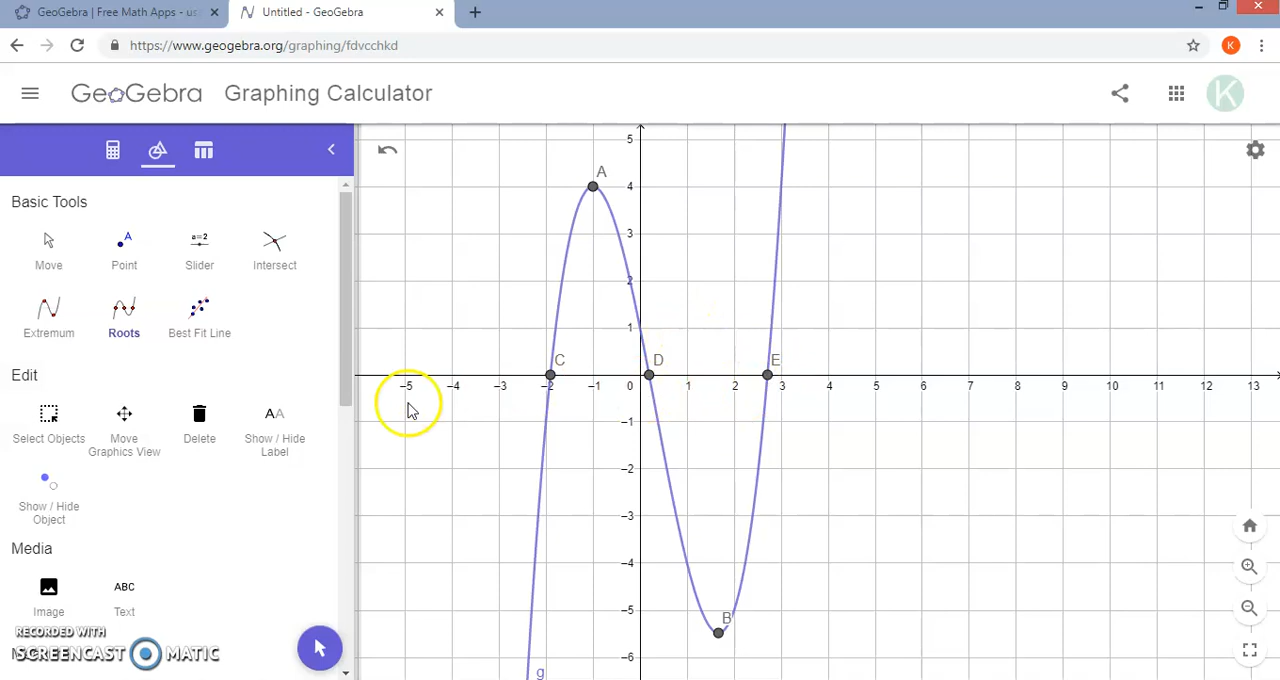 GeoGebra | Free Math Apps - us
Untitled - GeoGebra
https://www.geogebra.org/graphing/fdvcchkd
K
GeoGebra Graphing Calculator
K
Basic Tools
A
a=2
Move Point Slider Intersect
Extremum Roots Best Fit Line
Edit
AA
Select Objects Move Graphics View Delete Show / Hide Label
Show / Hide Object
Media
ABC
Image Text
RECORDED WITH
SCREENCAST MATIC
5
A
4
3
2
1
C D E
-5 -4 -3 -2 -1 0 1 2 3 4 5 6 7 8 9 10 11 12 13
-1
-2
-3
-4
-5
B
-6
g